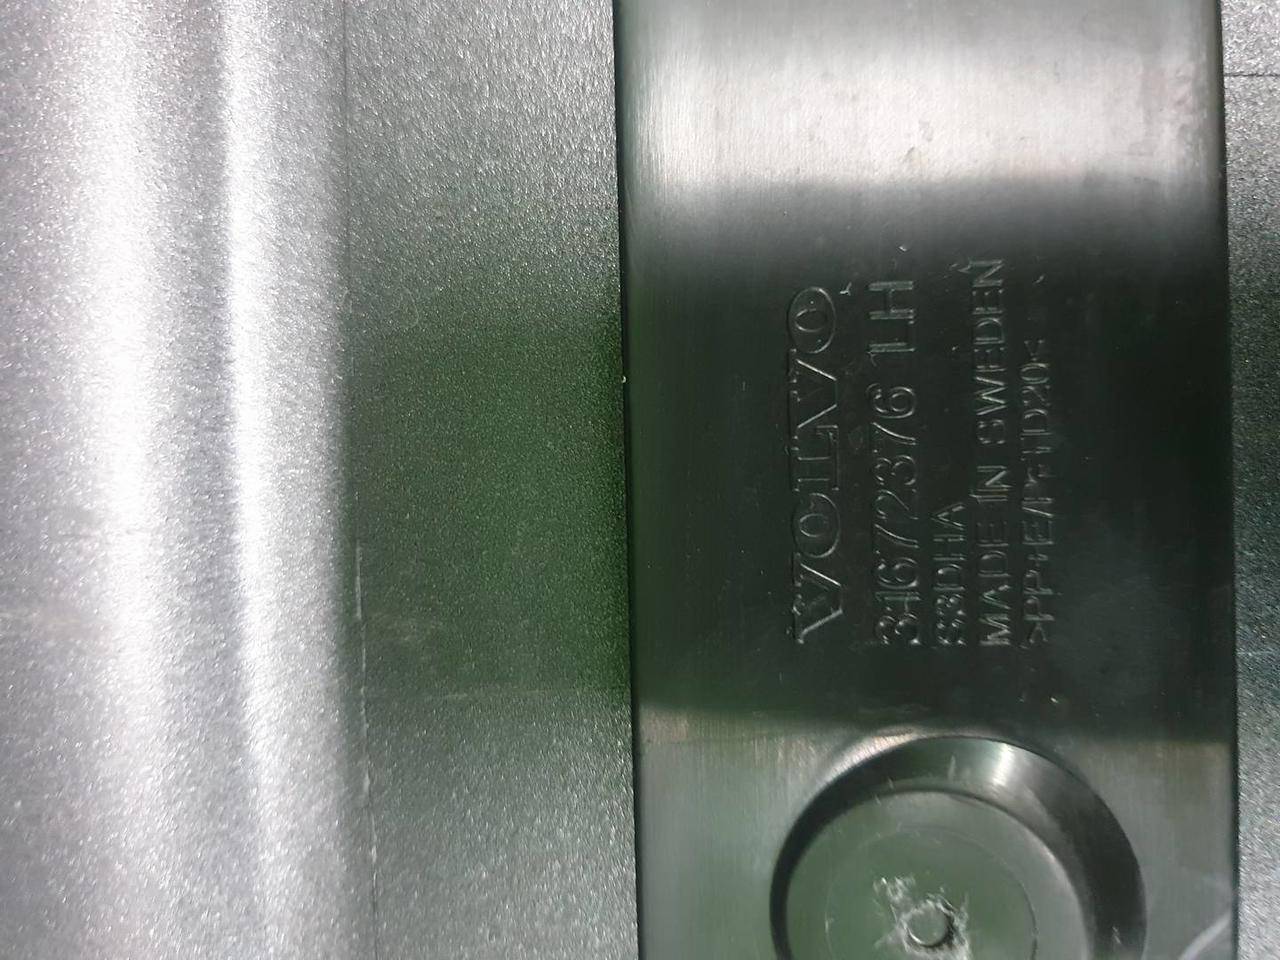 VOLVO
31672376 LH
S3DHA
MADE IN SWEDEN
>PP+E/P-TD20<